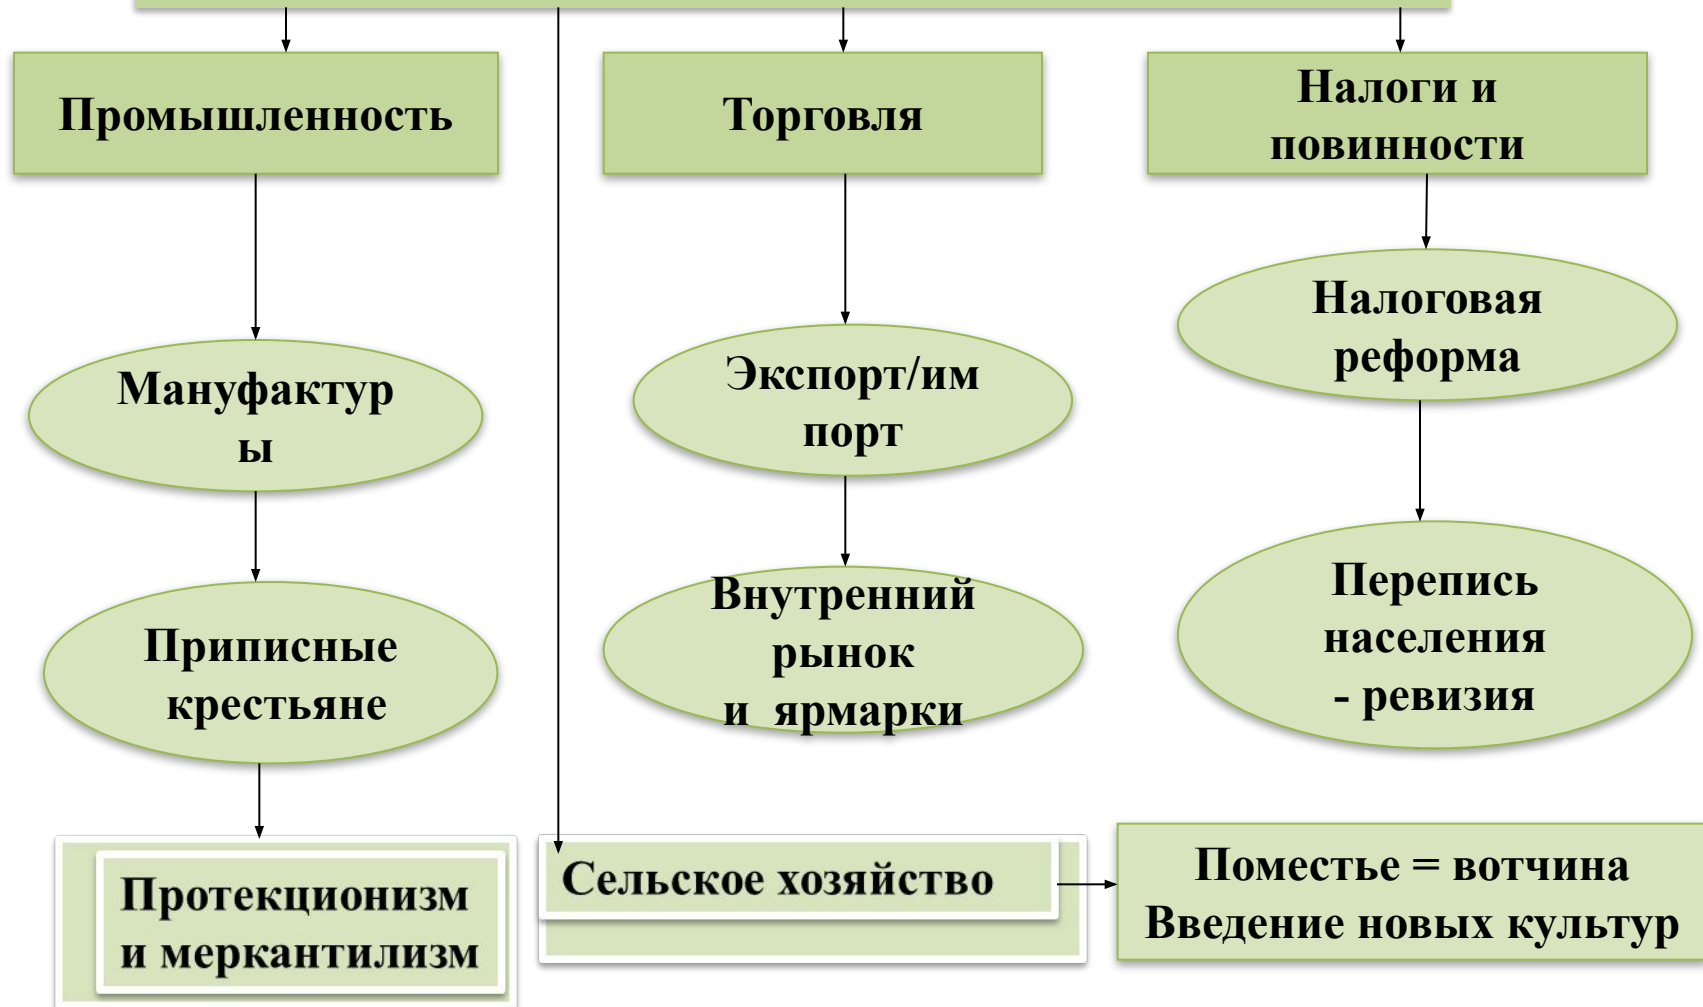 Промышленность
Торговля
Налоги и
повинности
Мануфактур
ы
Экспорт/им
порт
Налоговая
реформа
Приписные
крестьяне
Внутренний
рынок
и ярмарки
Перепись
населения
- ревизия
Протекционизм
и меркантилизм
Сельское хозяйство
Поместье = вотчина
Введение новых культур